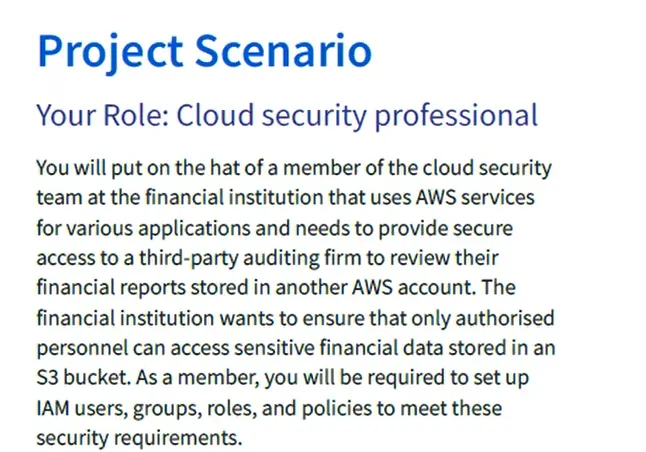 Project Scenario
Your Role: Cloud security professional
You will put on the hat of a member of the cloud security
team at the financial institution that uses AWS services
for various applications and needs to provide secure
access to a third-party auditing firm to review their
financial reports stored in another AWS account. The
financial institution wants to ensure that only authorised
personnel can access sensitive financial data stored in an
S3 bucket. As a member, you will be required to set up
IAM users, groups, roles, and policies to meet these
security requirements.